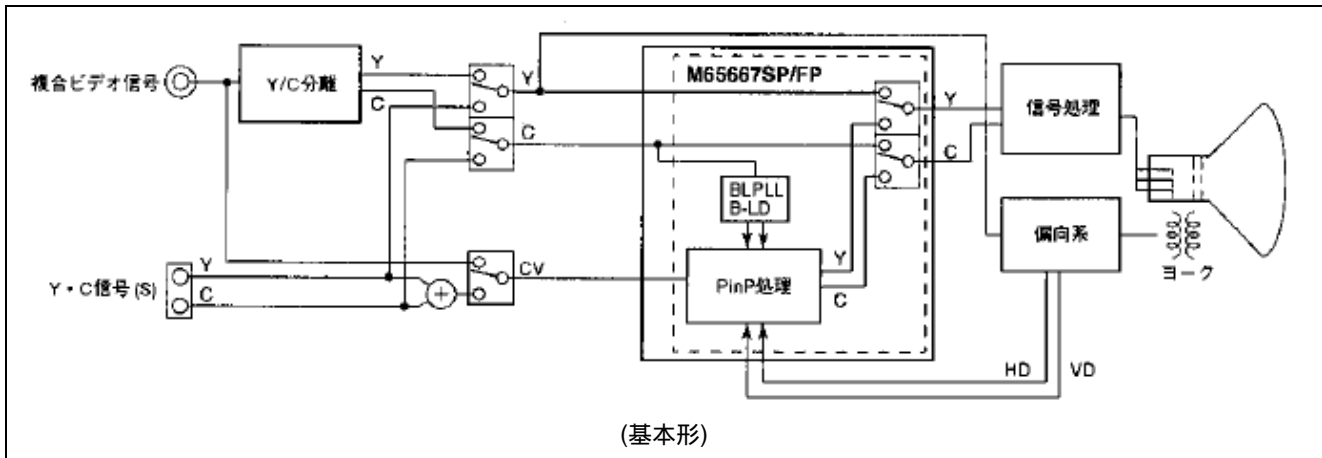 複合ビデオ信号
Y/C分離
Y
C
Y
C
M65667SP/FP
Y
C
信号処理
BLPLL
B-LD
偏向系
ヨーク
Y・C信号(S)
Y
C
CV
PinP処理
Y
C
HD
VD
(基本形)